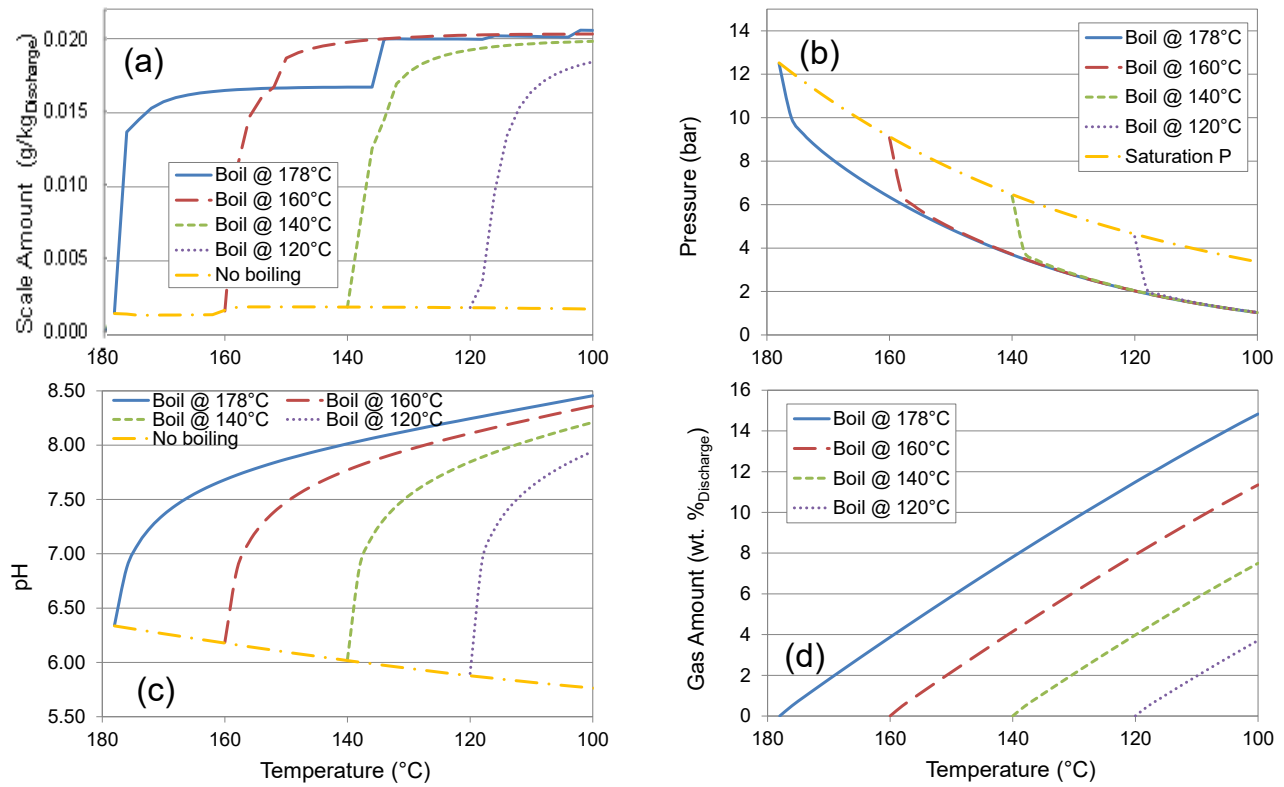 (a)
Scale Amount (g/kgDischarge)
0.020
0.015
0.010
0.005
0.000
Boil @ 178°C
Boil @ 160°C
Boil @ 140°C
Boil @ 120°C
No boiling
180 160 140 120 100
(b)
Pressure (bar)
14
12
10
8
6
4
2
0
Boil @ 178°C
Boil @ 160°C
Boil @ 140°C
Boil @ 120°C
Saturation P
180 160 140 120 100
(c)
pH
8.50
8.00
7.50
7.00
6.50
6.00
5.50
Boil @ 178°C Boil @ 160°C
Boil @ 140°C Boil @ 120°C
No boiling
180 160 140 120 100
Temperature (°C)
(d)
Gas Amount (wt. %Discharge)
16
14
12
10
8
6
4
2
0
Boil @ 178°C
Boil @ 160°C
Boil @ 140°C
Boil @ 120°C
180 160 140 120 100
Temperature (°C)